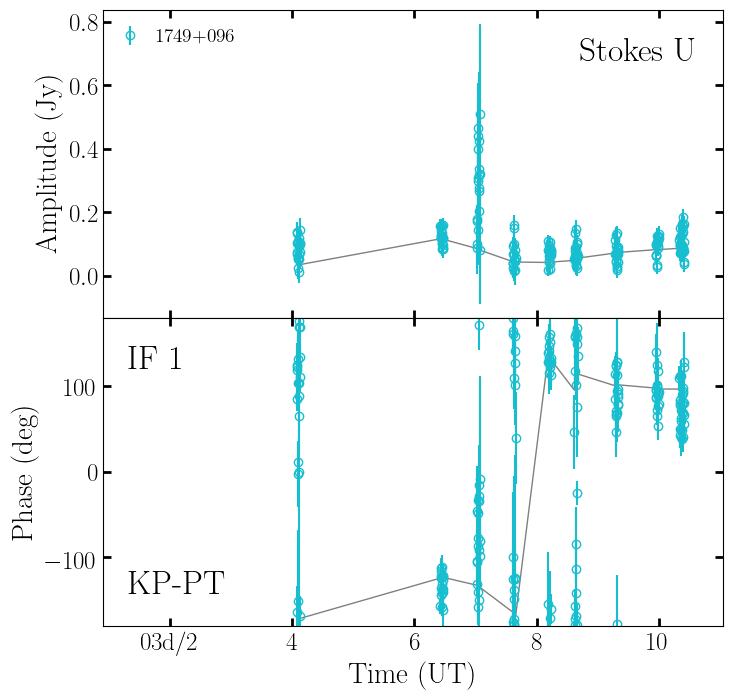 1749+096
Stokes U
0.8
0.6
0.4
0.2
0.0
Amplitude (Jy)
IF 1
100
0
−100
Phase (deg)
KP-PT
03d/2 4 6 8 10
Time (UT)